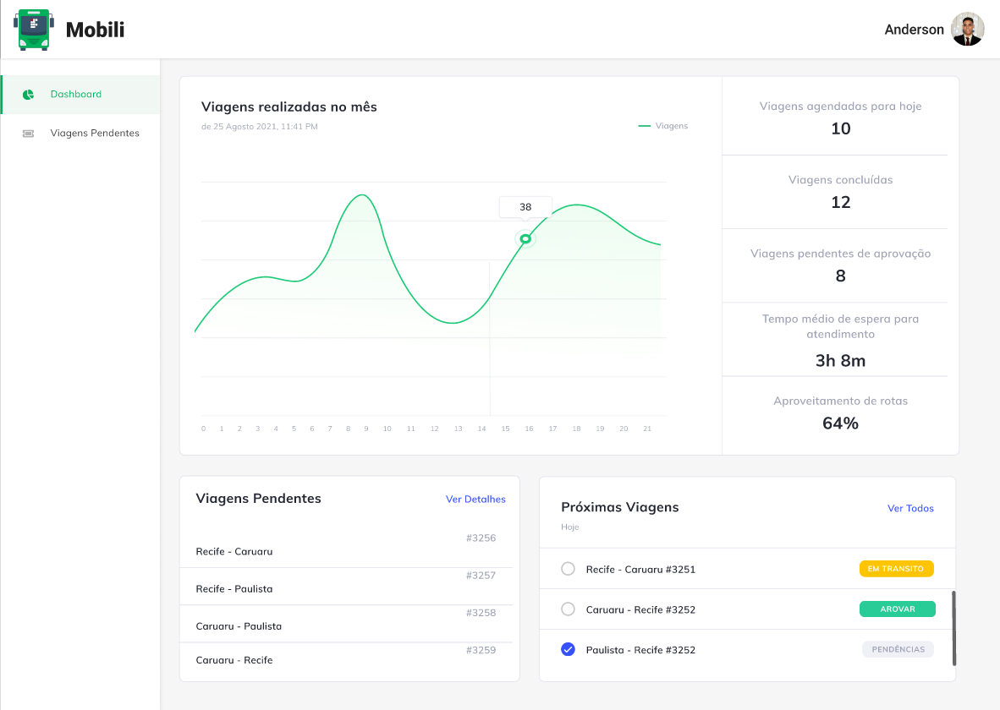 Mobili
Anderson
Dashboard
Viagens Pendentes
Viagens realizadas no mês
de 25 Agosto 2021, 11:41 PM
Viagens
38
0 1 2 3 4 5 6 7 8 9 10 11 12 13 14 15 16 17 18 19 20 21
Viagens agendadas para hoje
10
Viagens concluídas
12
Viagens pendentes de aprovação
8
Tempo médio de espera para
atendimento
3h 8m
Aproveitamento de rotas
64%
Viagens Pendentes
Ver Detalhes
#3256
Recife - Caruaru
#3257
Recife - Paulista
#3258
Caruaru - Paulista
#3259
Caruaru - Recife
Próximas Viagens
Ver Todos
Hoje
Recife - Caruaru #3251
EM TRANSITO
Caruaru - Recife #3252
AROVAR
Paulista - Recife #3252
PENDÊNCIAS